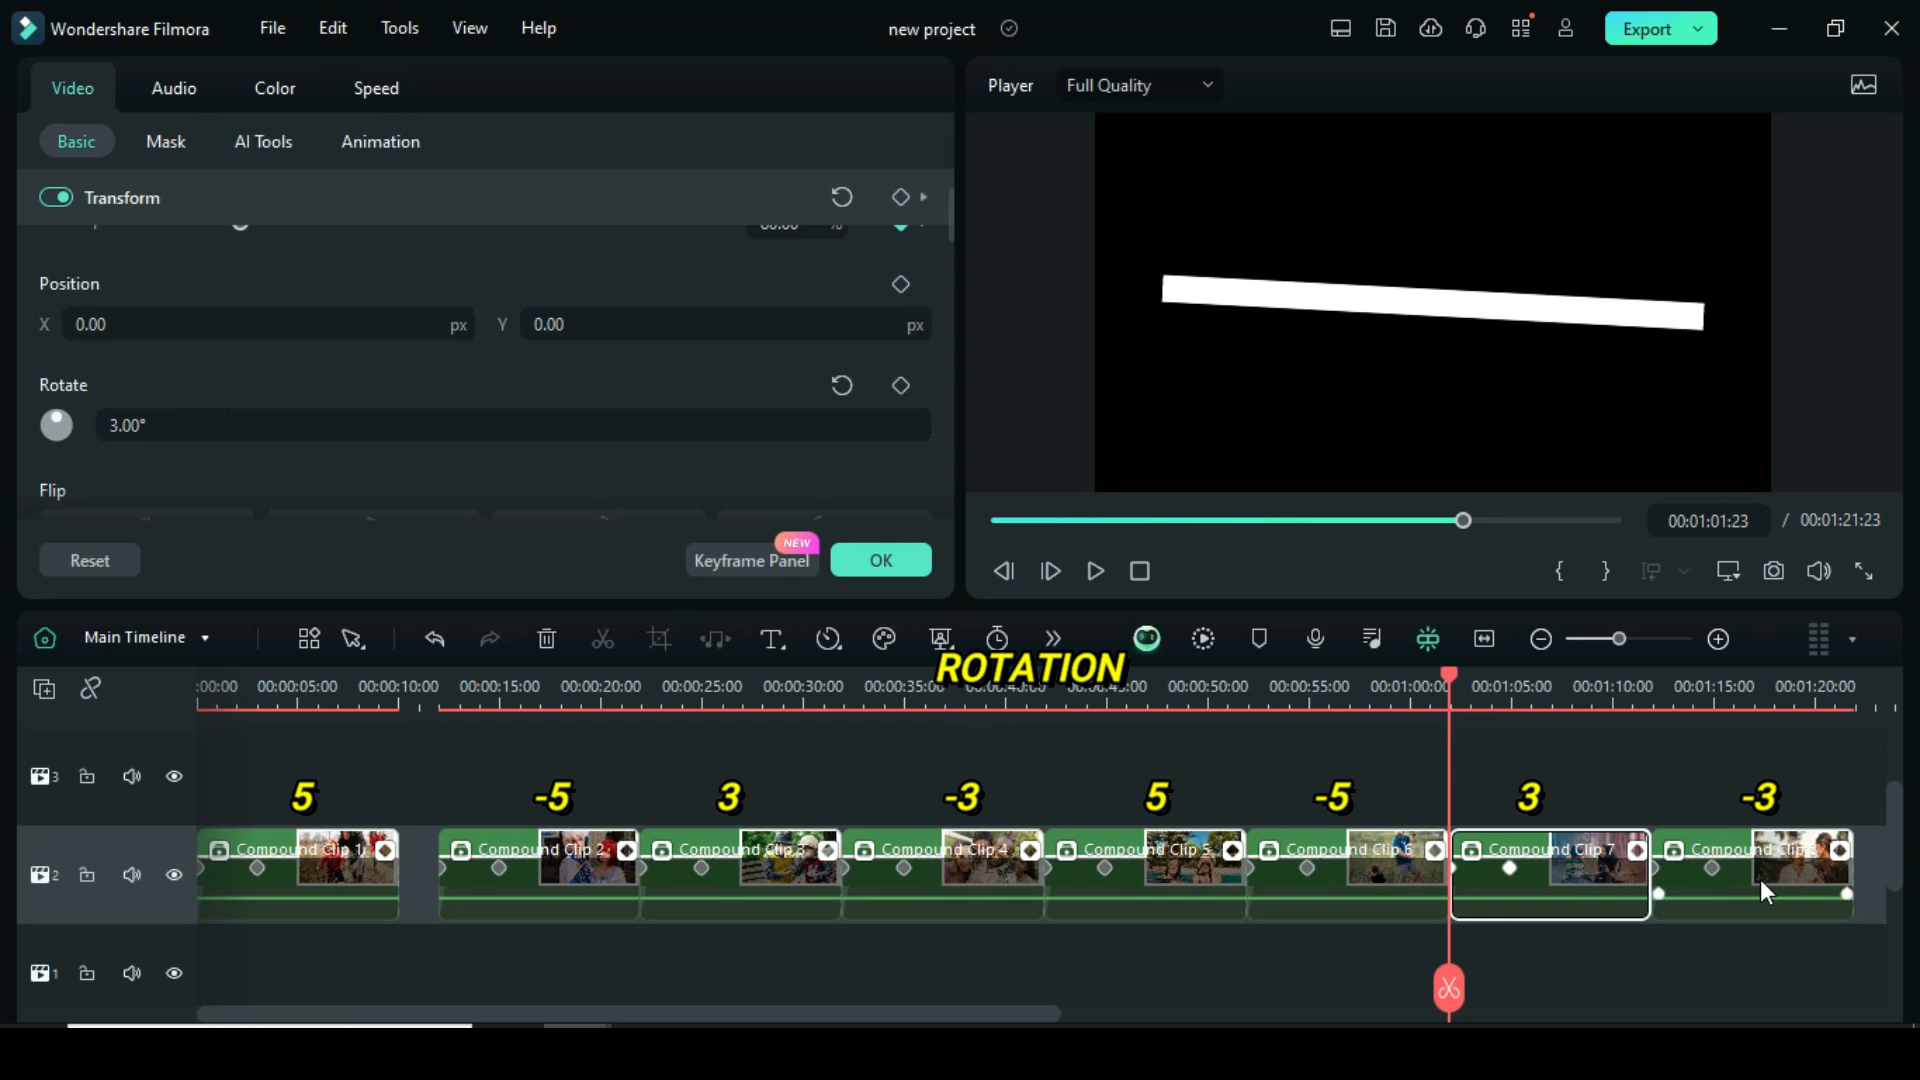 Wondershare Filmora File Edit Tools View Help new project Export
Video Audio Color Speed
Player Full Quality
Basic Mask AI Tools Animation
Transform
Position
X 0.00 px Y 0.00 px
Rotate
3.00°
Flip
Reset Keyframe Panel NEW OK
00:01:01:23 / 00:01:21:23
Main Timeline
ROTATION
:00:00 00:00:05:00 00:00:10:00 00:00:15:00 00:00:20:00 00:00:25:00 00:00:30:00 00:00:35:00 00:00:40:00 00:00:45:00 00:00:50:00 00:00:55:00 00:01:00:00 00:01:05:00 00:01:10:00 00:01:15:00 00:01:20:00
3
5 -5 3 -3 5 -5 3 -3
Compound Clip 1 Compound Clip 2 Compound Clip 3 Compound Clip 4 Compound Clip 5 Compound Clip 6 Compound Clip 7 Compound Clip 8
2
1